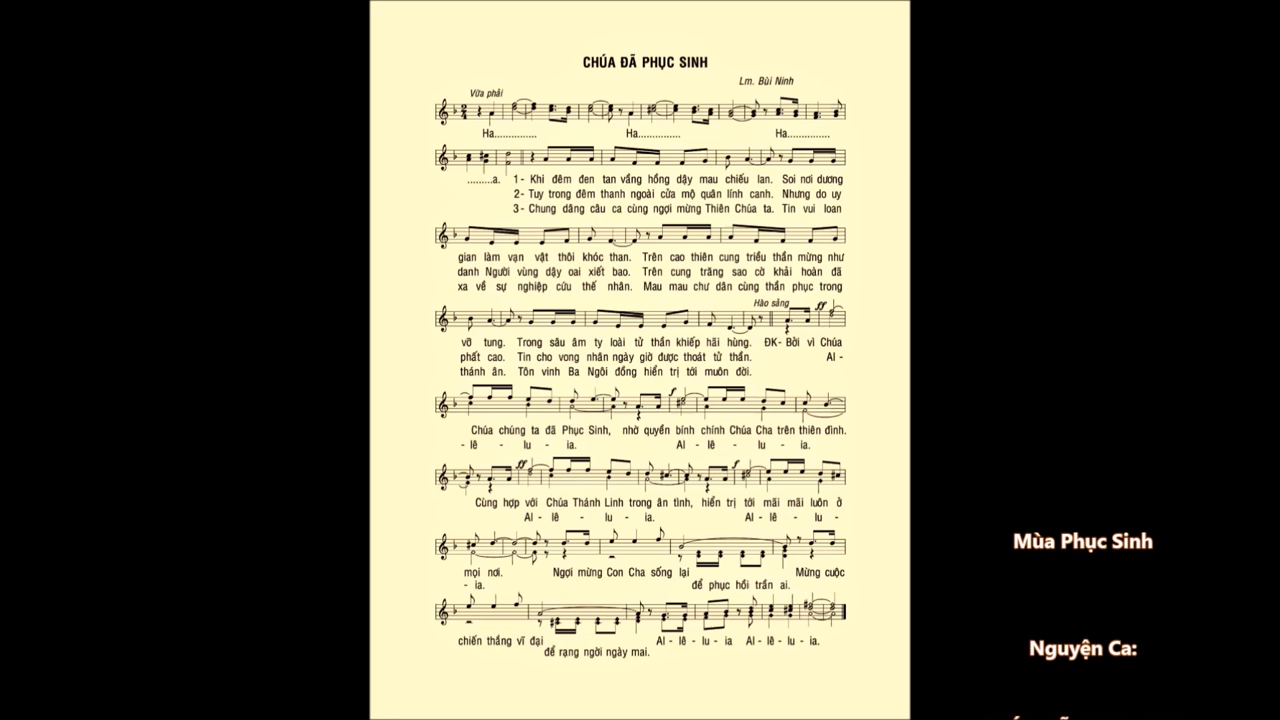 CHÚA ĐÃ PHỤC SINH
Lm. Bùi Ninh
Vừa phải
Ha.............. Ha.............. Ha..............
.........a. 1- Khi đêm đen tan vầng hồng dậy mau chiếu lan. Soi nơi dương
2- Tuy trong đêm thanh ngoài cửa mộ quân lính canh. Nhưng do uy
3- Chung dâng câu ca cùng ngợi mừng Thiên Chúa ta. Tin vui loan
gian làm vạn vật thôi khóc than. Trên cao thiên cung triều thần mừng như
danh Người vùng dậy oai xiết bao. Trên cung trăng sao cờ khải hoàn đã
xa về sự nghiệp cứu thế nhân. Mau mau chư dân cùng thần phục trong
Hào sảng ff
vỡ tung. Trong sâu âm ty loài tử thần khiếp hãi hùng. ĐK- Bởi vì Chúa
phất cao. Tin cho vong nhân ngày giờ được thoát tử thần. Al -
thánh ân. Tôn vinh Ba Ngôi đồng hiển trị tới muôn đời.
f
Chúa chúng ta đã Phục Sinh, nhờ quyền bính chính Chúa Cha trên thiên đình.
- lê - lu - ia. Al - lê - lu - ia.
ff f
Cùng hợp với Chúa Thánh Linh trong ân tình, hiển trị tới mãi mãi luôn ở
Al - lê - lu - ia. Al - lê - lu -
mọi nơi. Ngợi mừng Con Cha sống lại Mừng cuộc
- ia. để phục hồi trần ai.
chiến thắng vĩ đại Al - lê - lu - ia Al - lê - lu - ia.
để rạng ngời ngày mai.
Mùa Phục Sinh
Nguyện Ca: